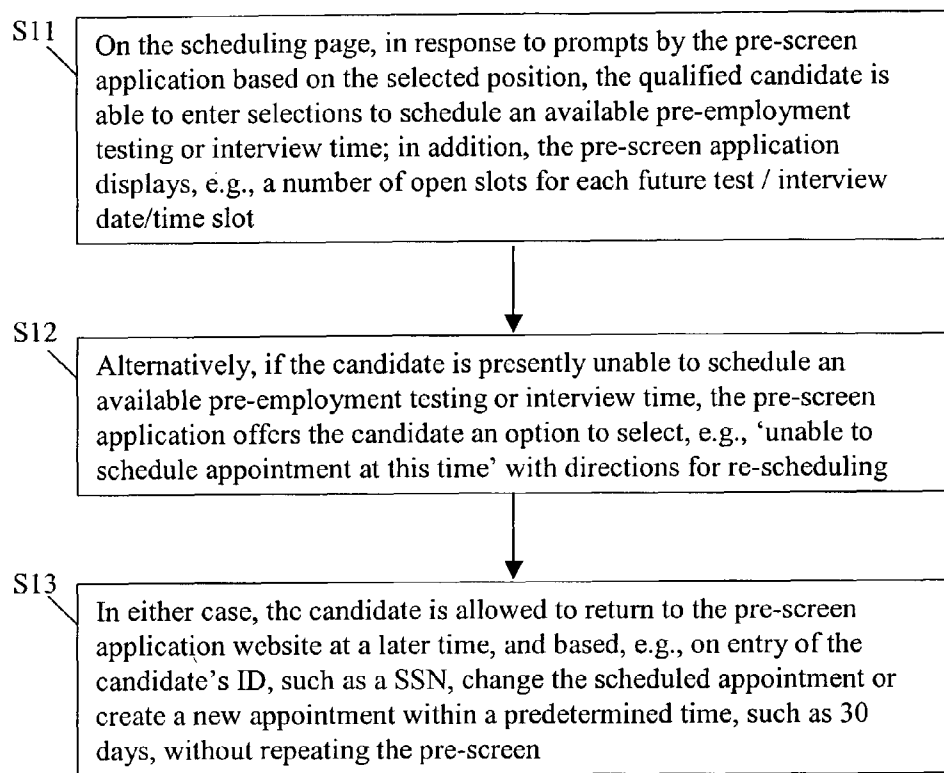 S11
On the scheduling page, in response to prompts by the pre-screen
application based on the selected position, the qualified candidate is
able to enter selections to schedule an available pre-employment
testing or interview time; in addition, the pre-screen application
displays, e.g., a number of open slots for each future test / interview
date/time slot
S12
Alternatively, if the candidate is presently unable to schedule an
available pre-employment testing or interview time, the pre-screen
application offers the candidate an option to select, e.g., ‘unable to
schedule appointment at this time’ with directions for re-scheduling
S13
In either case, the candidate is allowed to return to the pre-screen
application website at a later time, and based, e.g., on entry of the
candidate’s ID, such as a SSN, change the scheduled appointment or
create a new appointment within a predetermined time, such as 30
days, without repeating the pre-screen